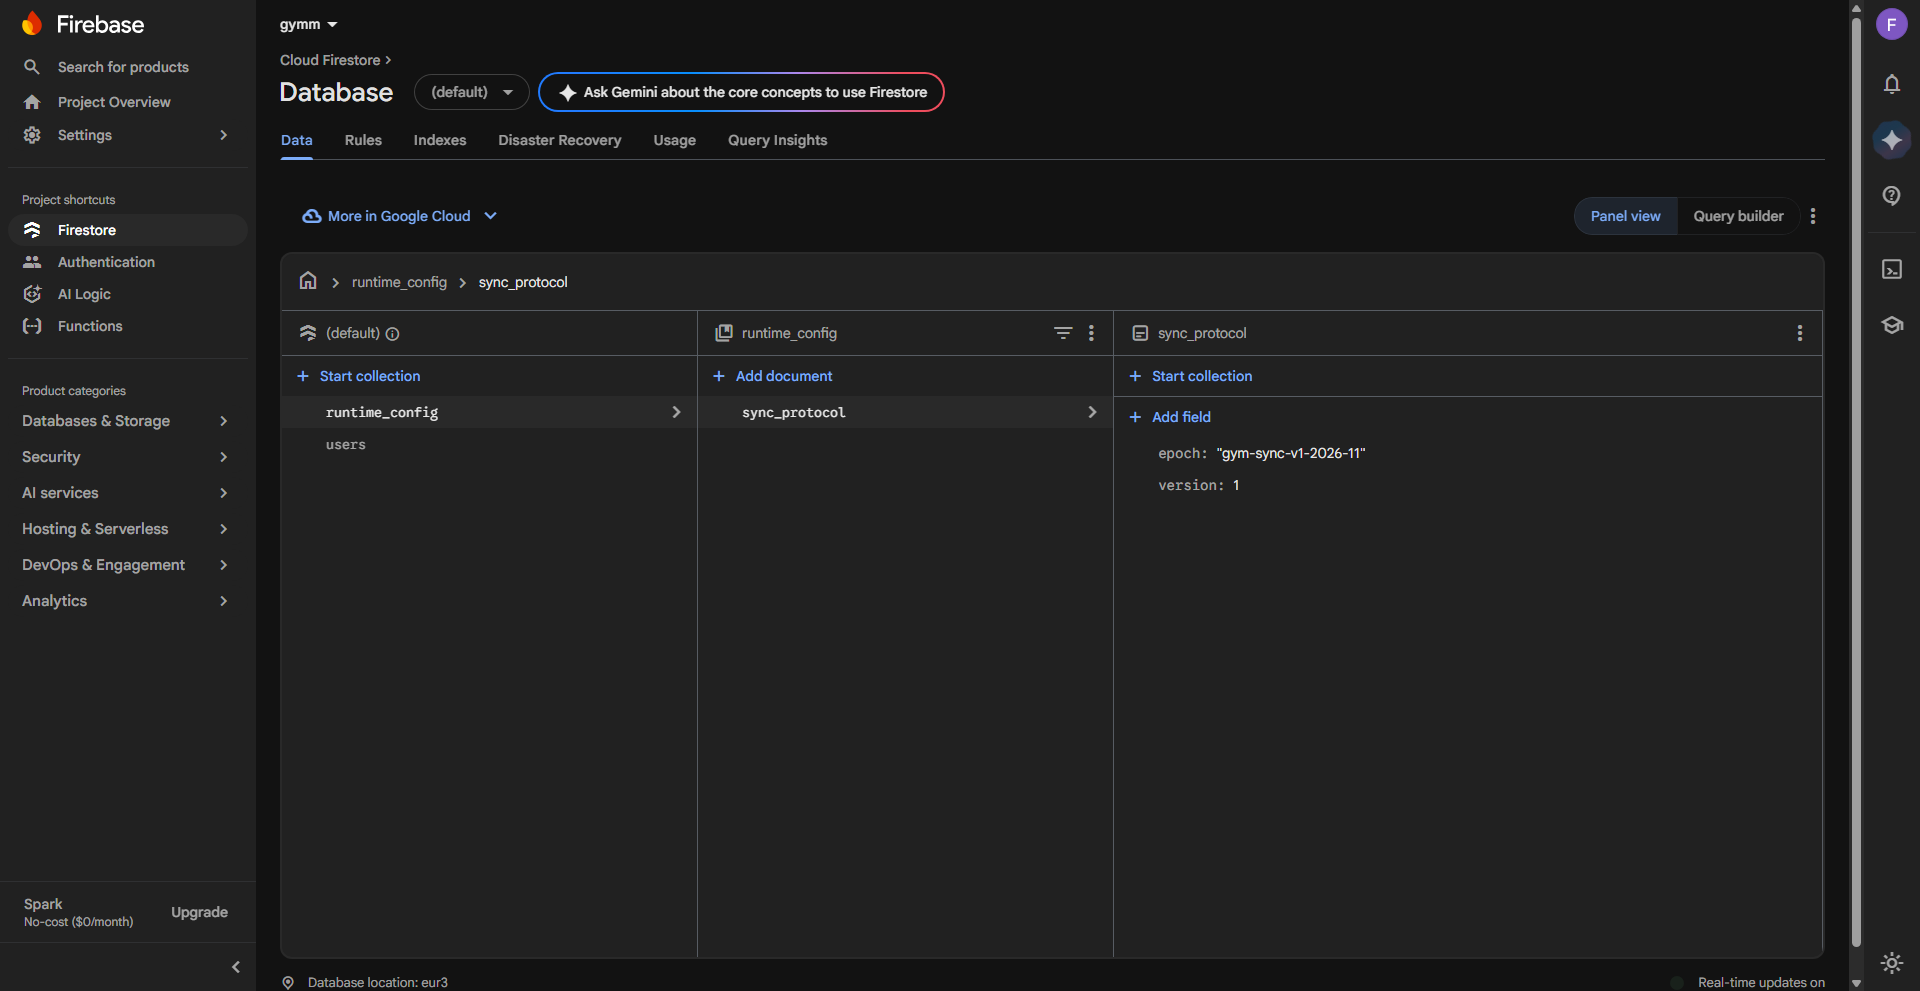 Firebase
Search for products
Project Overview
Settings
Project shortcuts
Firestore
Authentication
AI Logic
Functions
Product categories
Databases & Storage
Security
AI services
Hosting & Serverless
DevOps & Engagement
Analytics
Spark
No-cost ($0/month)
Upgrade
gymm
Cloud Firestore
Database
(default)
Ask Gemini about the core concepts to use Firestore
Data
Rules
Indexes
Disaster Recovery
Usage
Query Insights
More in Google Cloud
Panel view
Query builder
runtime_config
sync_protocol
(default)
Start collection
runtime_config
users
runtime_config
Add document
sync_protocol
sync_protocol
Start collection
Add field
epoch: "gym-sync-v1-2026-11"
version: 1
Database location: eur3
Real-time updates on
F